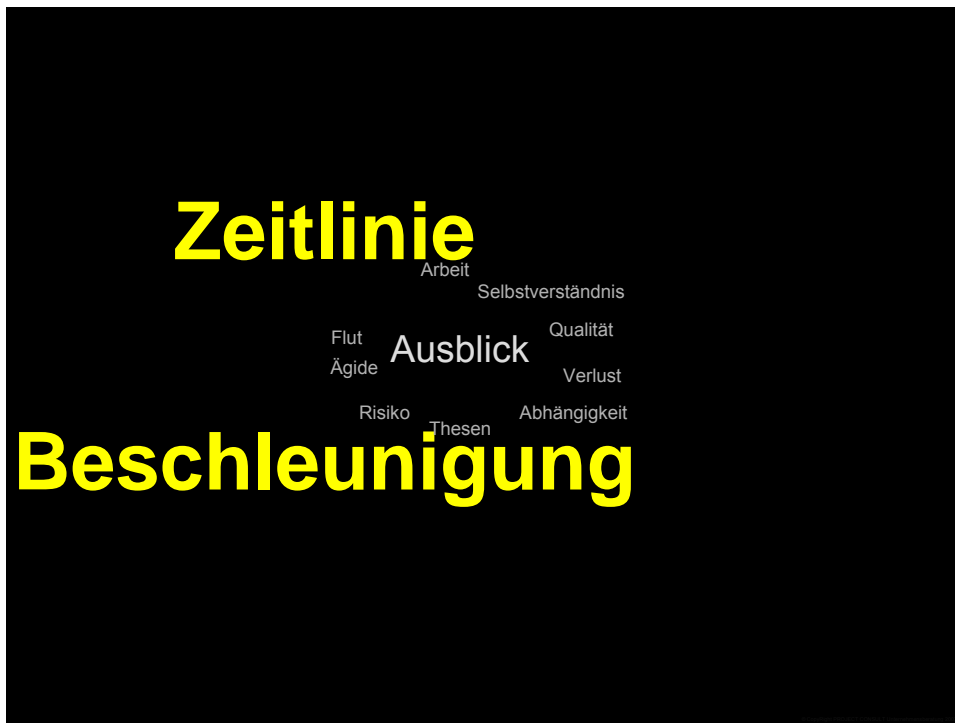 Zeitlinie
Arbeit
Selbstverständnis
Qualität
Flut
Ausblick
Ägide
Verlust
Risiko
Abhängigkeit
Thesen
Beschleunigung